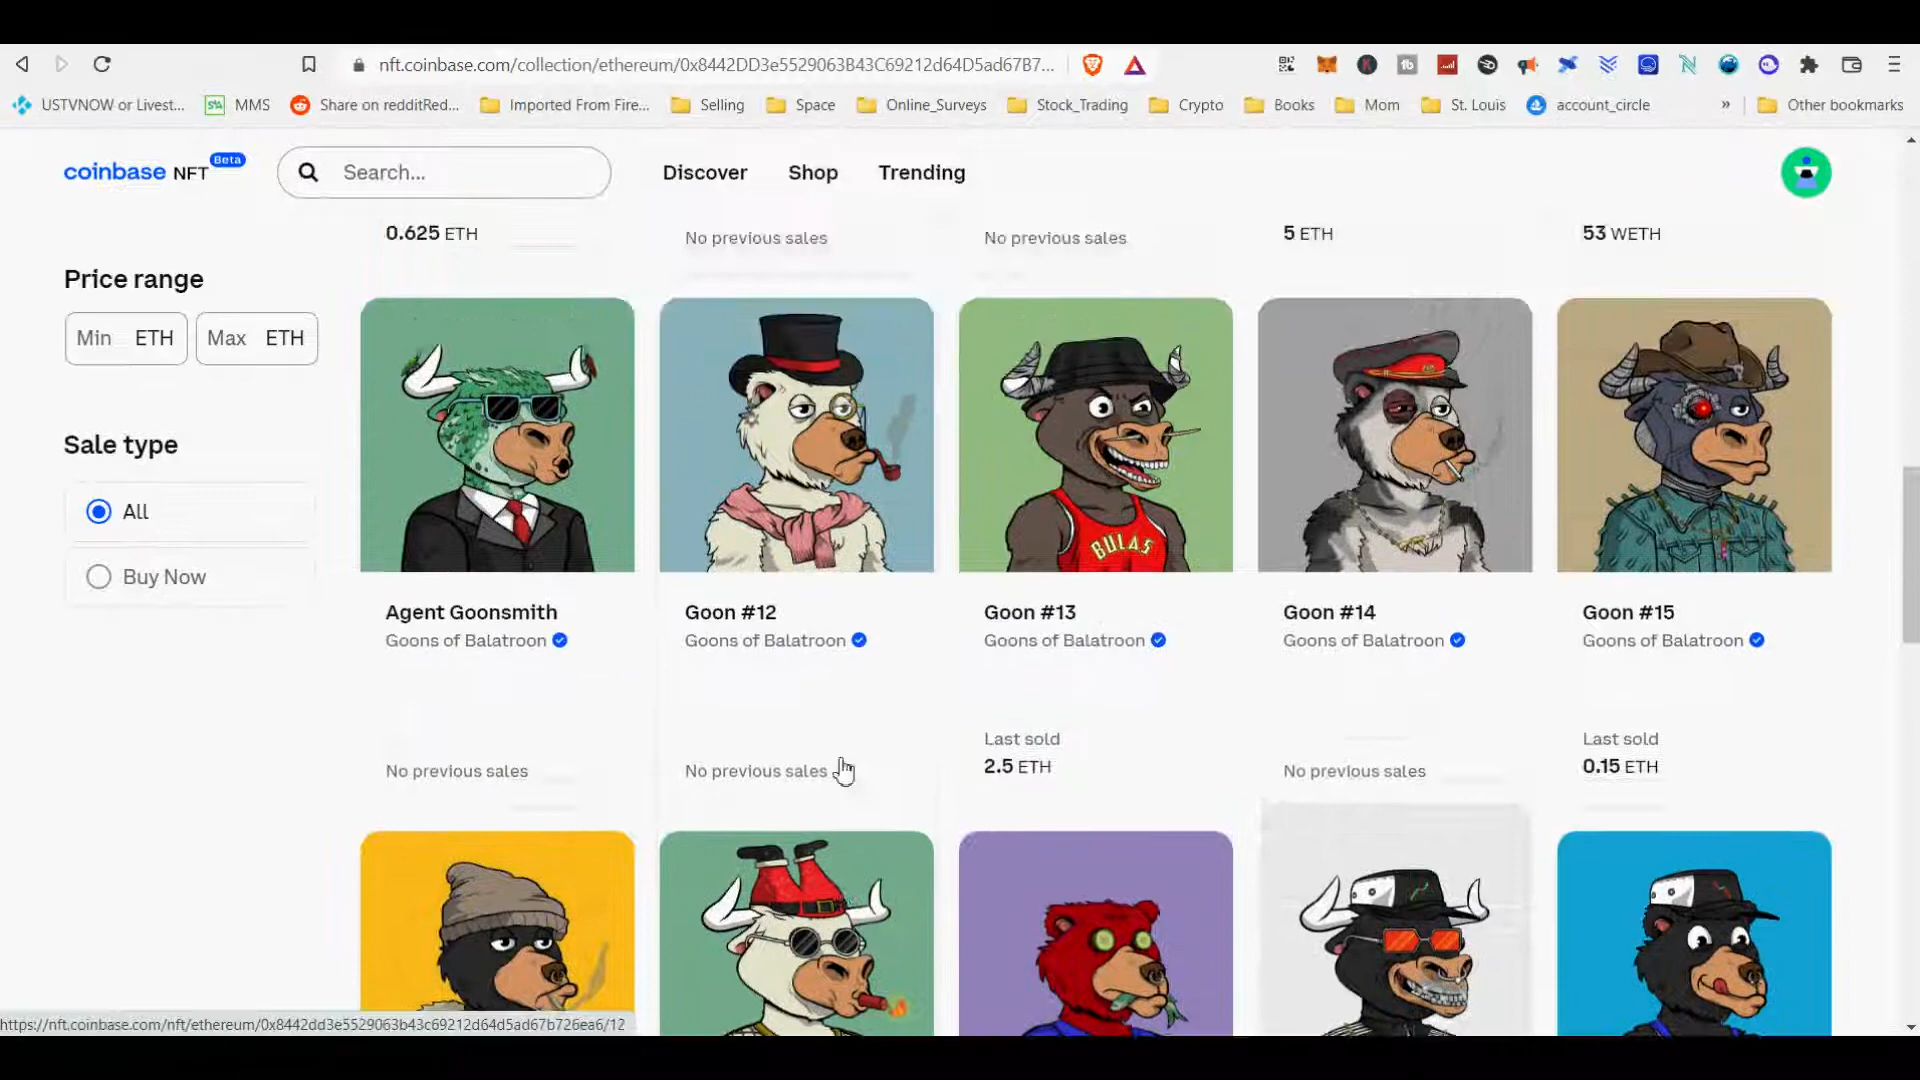 nft.coinbase.com/collection/ethereum/0x8442DD3e5529063B43C69212d64D5ad67B7...
USTVNOW or Livest... MMS Share on redditRed... Imported From Fire... Selling Space Online_Surveys Stock_Trading Crypto Books Mom St. Louis account_circle » Other bookmarks
coinbase NFT Beta Search... Discover Shop Trending
0.625 ETH No previous sales No previous sales 5 ETH 53 WETH
Price range
Min ETH Max ETH
Sale type
All
Buy Now
BULAS
Agent Goonsmith Goon #12 Goon #13 Goon #14 Goon #15
Goons of Balatroon Goons of Balatroon Goons of Balatroon Goons of Balatroon Goons of Balatroon
Last sold Last sold
No previous sales No previous sales 2.5 ETH No previous sales 0.15 ETH
https://nft.coinbase.com/nft/ethereum/0x8442dd3e5529063b43c69212d64d5ad67b726ea6/12